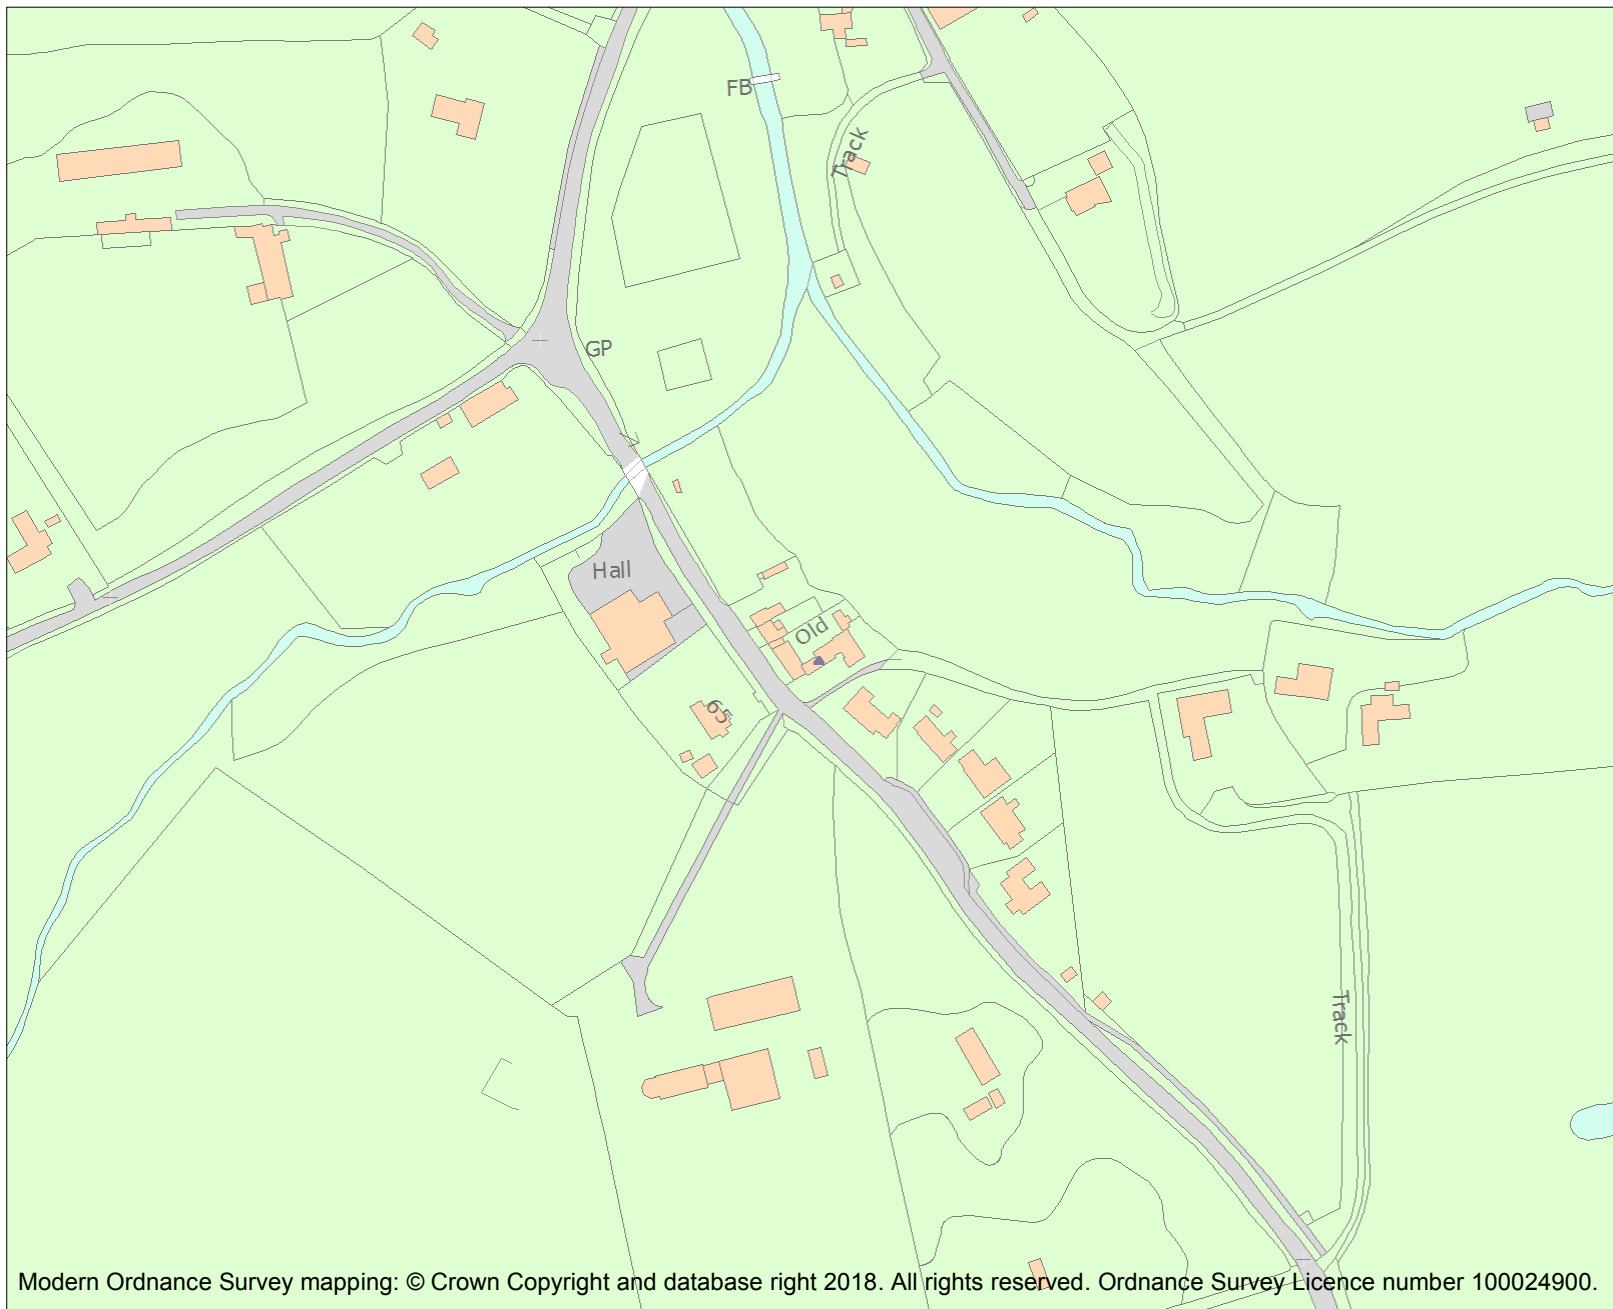 FB
Track
GP
Hall
Old
65
Track
Modern Ordnance Survey mapping: © Crown Copyright and database right 2018. All rights reserved. Ordnance Survey Licence number 100024900.